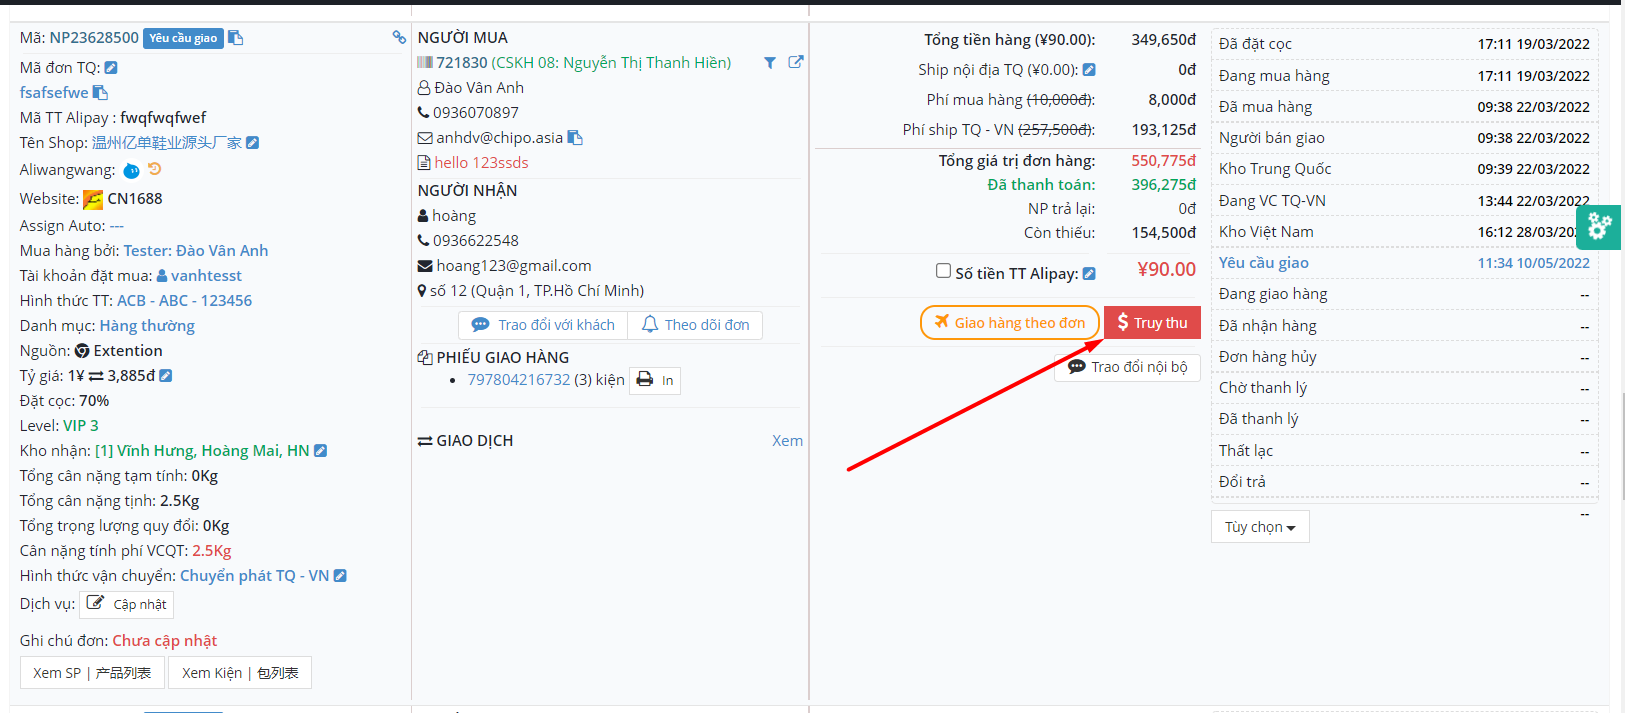 Mã: NP23628500 Yêu cầu giao
Mã đơn TQ:
fsafsefwe
Mã TT Alipay : fwqfwqfwef
Tên Shop: 温州亿单鞋业源头厂家
Aliwangwang:
Website: CN1688
Assign Auto: ---
Mua hàng bởi: Tester: Đào Vân Anh
Tài khoản đặt mua: vanhtesst
Hình thức TT: ACB - ABC - 123456
Danh mục: Hàng thường
Nguồn: Extention
Tỷ giá: 1¥ ⇄ 3,885đ
Đặt cọc: 70%
Level: VIP 3
Kho nhận: [1] Vĩnh Hưng, Hoàng Mai, HN
Tổng cân nặng tạm tính: 0Kg
Tổng cân nặng tịnh: 2.5Kg
Tổng trọng lượng quy đổi: 0Kg
Cân nặng tính phí VCQT: 2.5Kg
Hình thức vận chuyển: Chuyển phát TQ - VN
Dịch vụ: Cập nhật
Ghi chú đơn: Chưa cập nhật
Xem SP | 产品列表 Xem Kiện | 包列表
NGƯỜI MUA
721830 (CSKH 08: Nguyễn Thị Thanh Hiền)
Đào Vân Anh
0936070897
anhdv@chipo.asia
hello 123ssds
NGƯỜI NHẬN
hoàng
0936622548
hoang123@gmail.com
số 12 (Quận 1, TP.Hồ Chí Minh)
Trao đổi với khách Theo dõi đơn
PHIẾU GIAO HÀNG
797804216732 (3) kiện In
GIAO DỊCH Xem
Tổng tiền hàng (¥90.00): 349,650đ
Ship nội địa TQ (¥0.00): 0đ
Phí mua hàng (10,000đ): 8,000đ
Phí ship TQ - VN (257,500đ): 193,125đ
Tổng giá trị đơn hàng: 550,775đ
Đã thanh toán: 396,275đ
NP trả lại: 0đ
Còn thiếu: 154,500đ
Số tiền TT Alipay: ¥90.00
Giao hàng theo đơn $ Truy thu
Trao đổi nội bộ
Đã đặt cọc 17:11 19/03/2022
Đang mua hàng 17:11 19/03/2022
Đã mua hàng 09:38 22/03/2022
Người bán giao 09:38 22/03/2022
Kho Trung Quốc 09:39 22/03/2022
Đang VC TQ-VN 13:44 22/03/2022
Kho Việt Nam 16:12 28/03/20
Yêu cầu giao 11:34 10/05/2022
Đang giao hàng --
Đã nhận hàng --
Đơn hàng hủy --
Chờ thanh lý --
Đã thanh lý --
Thất lạc --
Đổi trả --
--
Tùy chọn